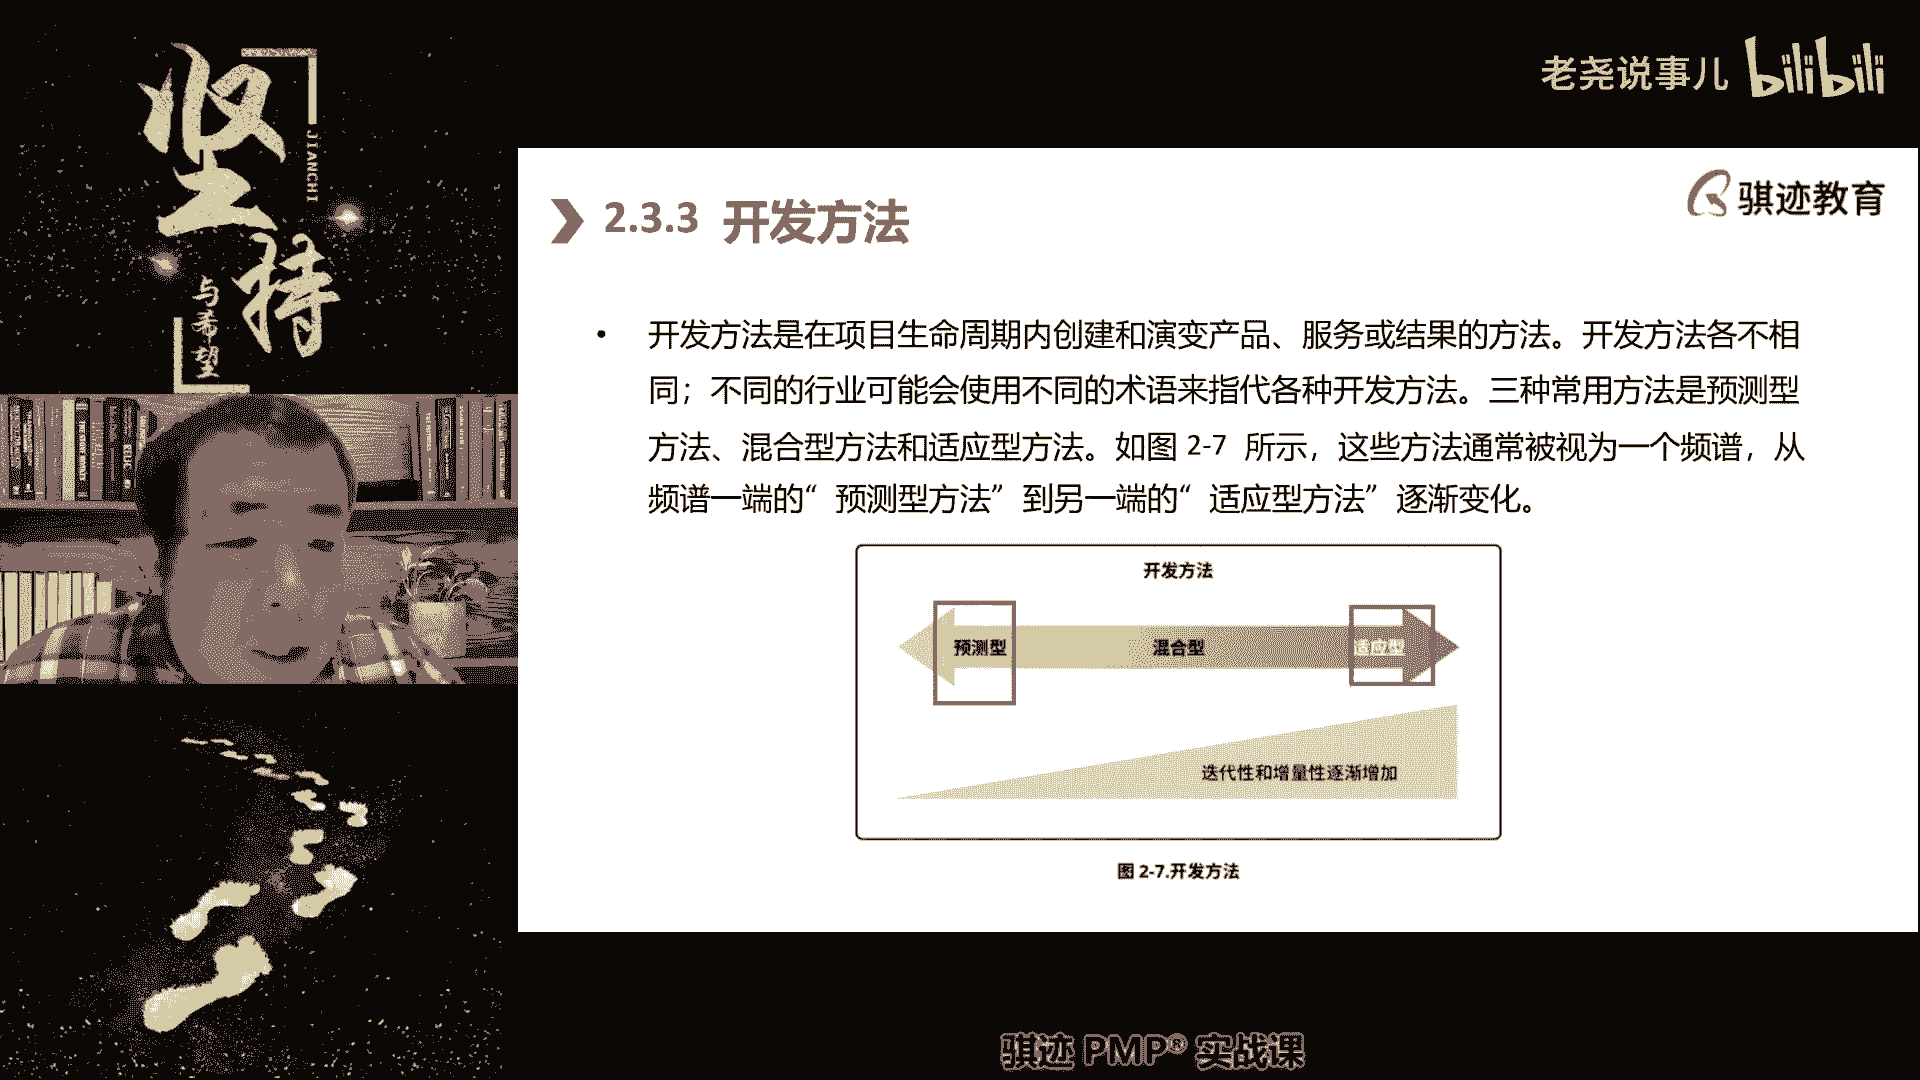 坚持
JIANCHI
与希望
老尧说事儿 bilibili
骐迹教育
2.3.3 开发方法
• 开发方法是在项目生命周期内创建和演变产品、服务或结果的方法。开发方法各不相
同；不同的行业可能会使用不同的术语来指代各种开发方法。三种常用方法是预测型
方法、混合型方法和适应型方法。如图 2-7 所示，这些方法通常被视为一个频谱，从
频谱一端的“预测型方法”到另一端的“适应型方法”逐渐变化。
开发方法
预测型 混合型 适应型
迭代性和增量性逐渐增加
图 2-7.开发方法
骐迹 PMP® 实战课